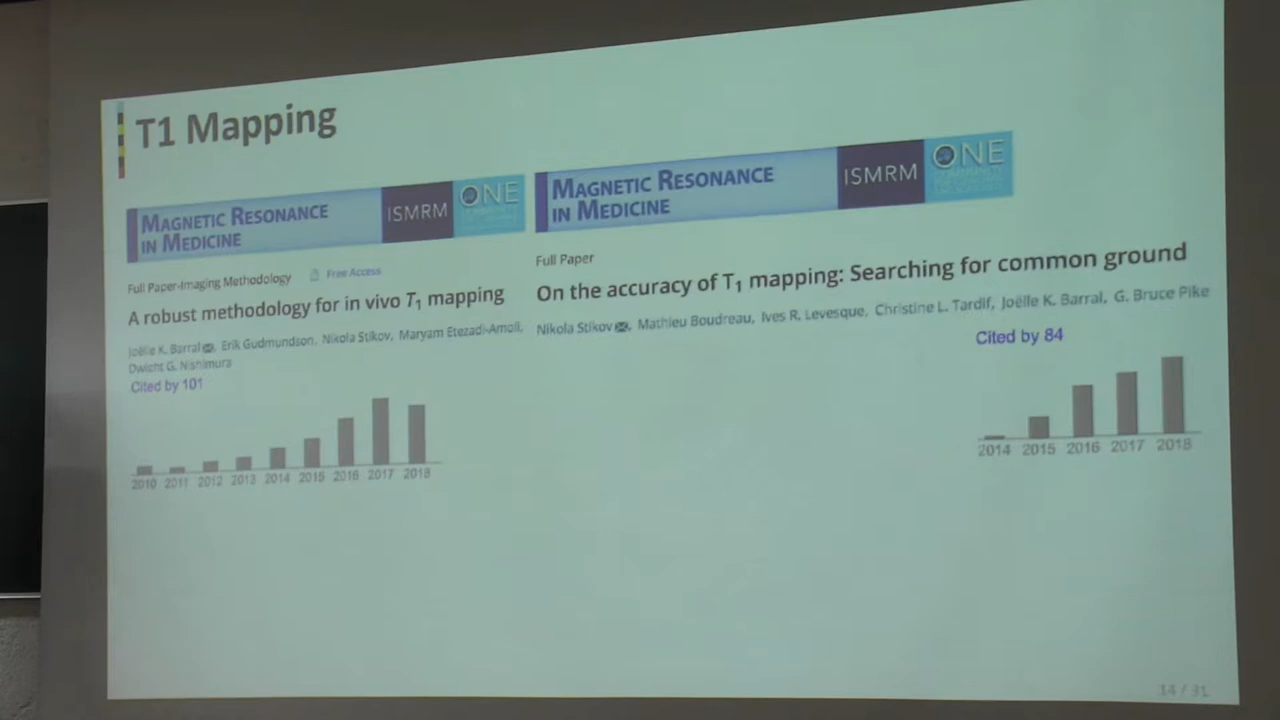 T1 Mapping
MAGNETIC RESONANCE
IN MEDICINE
ISMRM
ONE
Full Paper-Imaging Methodology
Free Access
A robust methodology for in vivo T1 mapping
Joëlle K. Barral, Erik Gudmundson, Nikola Stikov, Maryam Etezadi-Amoli,
Dwight G. Nishimura
Cited by 101
2010 2011 2012 2013 2014 2015 2016 2017 2018
MAGNETIC RESONANCE
IN MEDICINE
ISMRM
ONE
Full Paper
On the accuracy of T1 mapping: Searching for common ground
Nikola Stikov, Mathieu Boudreau, Ives R. Levesque, Christine L. Tardif, Joëlle K. Barral, G. Bruce Pike
Cited by 84
2014 2015 2016 2017 2018
14 / 31